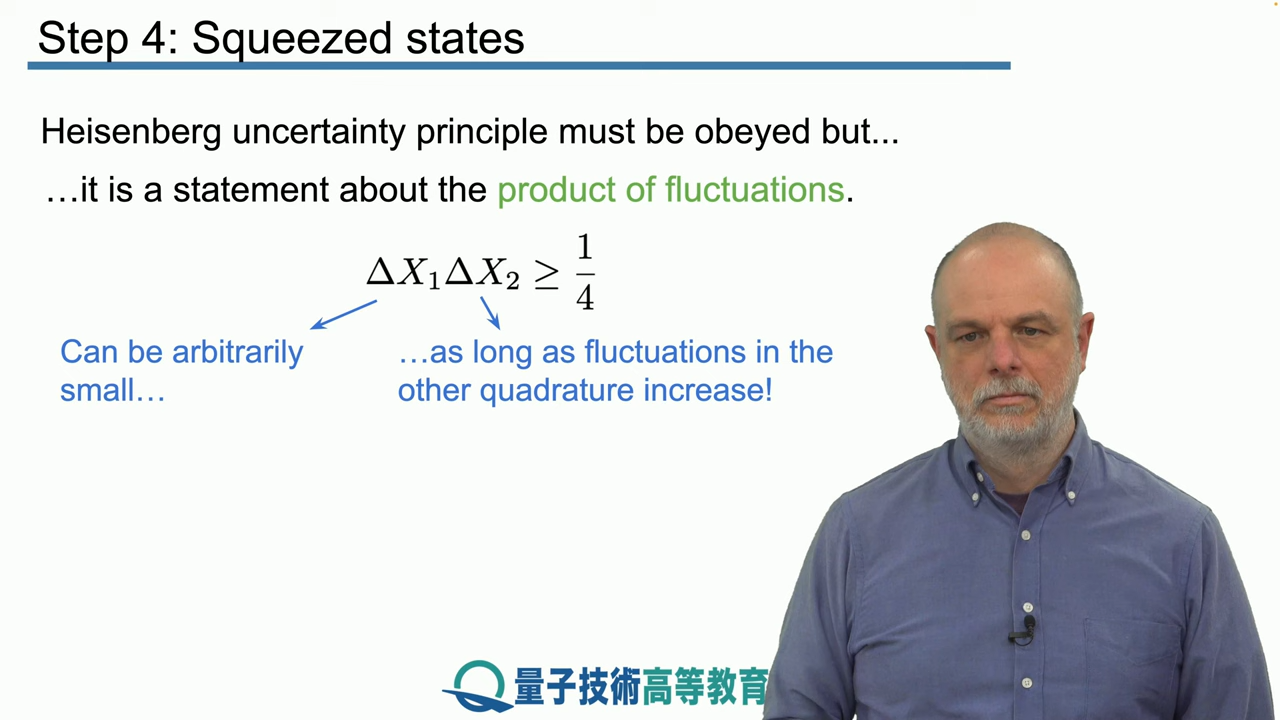 Step 4: Squeezed states
Heisenberg uncertainty principle must be obeyed but...
…it is a statement about the product of fluctuations.
ΔX₁ΔX₂ ≥ 1/4
Can be arbitrarily
small…
…as long as fluctuations in the
other quadrature increase!
量子技術高等教育